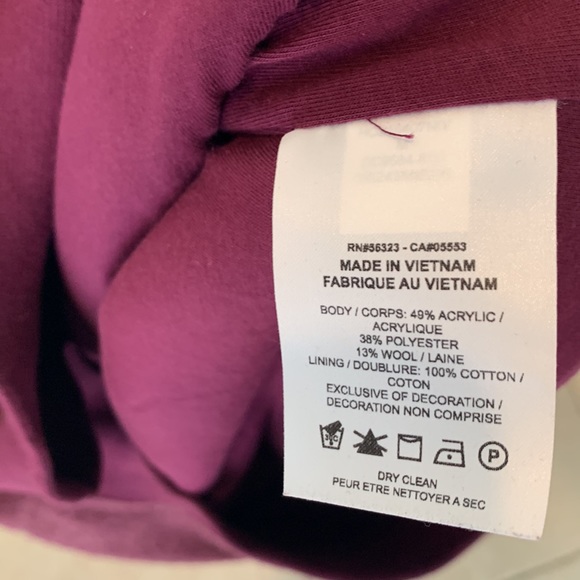 RN#56323 - CA#05553
MADE IN VIETNAM
FABRIQUE AU VIETNAM
BODY / CORPS: 49% ACRYLIC /
ACRYLIQUE
38% POLYESTER
13% WOOL / LAINE
LINING / DOUBLURE: 100% COTTON /
COTON
EXCLUSIVE OF DECORATION /
DECORATION NON COMPRISE
P
DRY CLEAN
PEUR ETRE NETTOYER A SEC